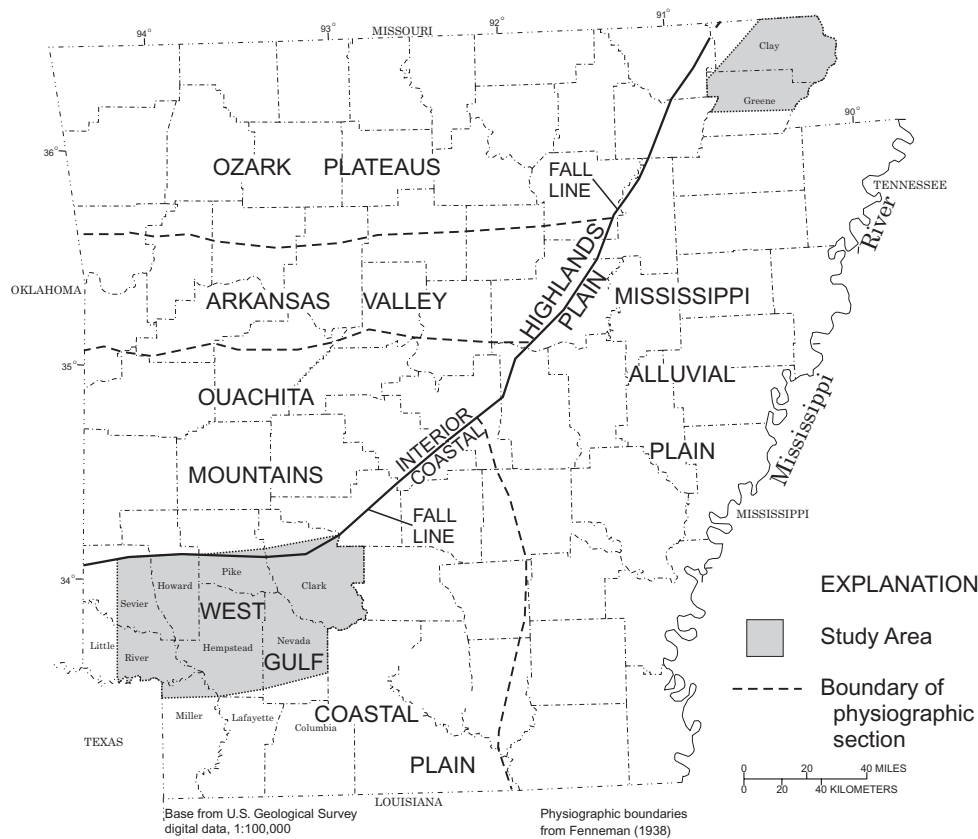 94°
93°
MISSOURI
92°
91°
Clay
Greene
90°
36°
OZARK PLATEAUS
FALL
LINE
TENNESSEE
River
OKLAHOMA
ARKANSAS VALLEY
HIGHLANDS
PLAIN
MISSISSIPPI
35°
OUACHITA
ALLUVIAL
INTERIOR
COASTAL
PLAIN
Mississippi
MOUNTAINS
MISSISSIPPI
FALL
LINE
34°
Howard
Pike
Clark
Sevier
WEST
Little
River
Hempstead
Nevada
GULF
Miller
Lafayette
Columbia
COASTAL
TEXAS
PLAIN
LOUISIANA
EXPLANATION
Study Area
Boundary of
physiographic
section
0 20 40 MILES
0 20 40 KILOMETERS
Base from U.S. Geological Survey
digital data, 1:100,000
Physiographic boundaries
from Fenneman (1938)